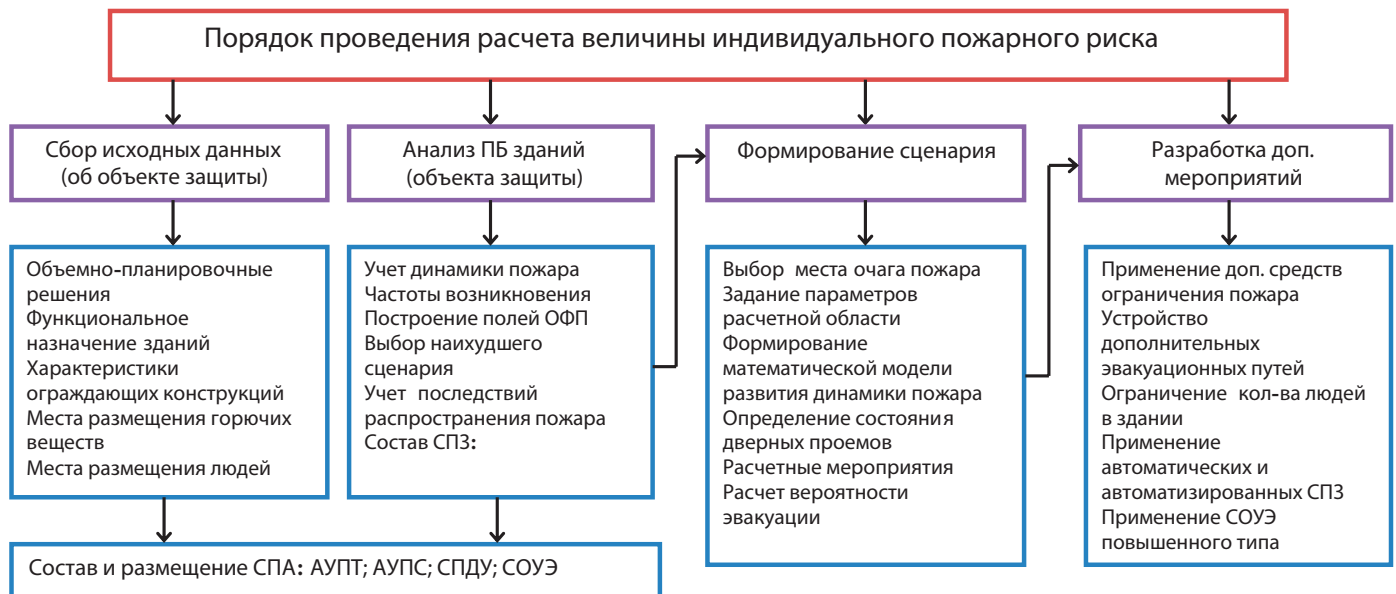 Порядок проведения расчета величины индивидуального пожарного риска
Сбор исходных данных
(об объекте защиты)
Анализ ПБ зданий
(объекта защиты)
Формирование сценария
Разработка доп.
мероприятий
Объемно-планировочные
решения
Функциональное
назначение зданий
Характеристики
ограждающих конструкций
Места размещения горючих
веществ
Места размещения людей
Учет динамики пожара
Частоты возникновения
Построение полей ОФП
Выбор наихудшего
сценария
Учет последствий
распространения пожара
Состав СПЗ:
Выбор места очага пожара
Задание параметров
расчетной области
Формирование
математической модели
развития динамики пожара
Определение состояния
дверных проемов
Расчетные мероприятия
Расчет вероятности
эвакуации
Применение доп. средств
ограничения пожара
Устройство
дополнительных
эвакуационных путей
Ограничение кол-ва людей
в здании
Применение
автоматических и
автоматизированных СПЗ
Применение СОУЭ
повышенного типа
Состав и размещение СПА: АУПТ; АУПС; СПДУ; СОУЭ